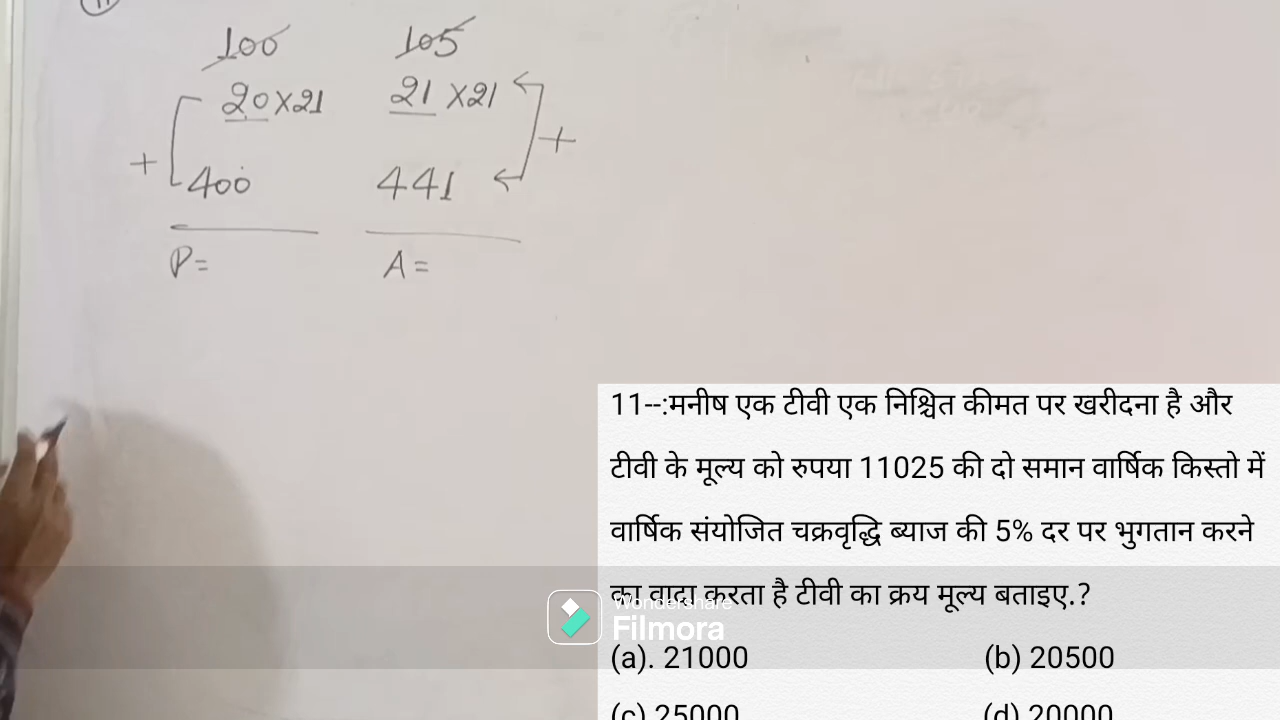 11
100 105
20×21 21×21
+ +
400 441
P= A=
11--:मनीष एक टीवी एक निश्चित कीमत पर खरीदना है और
टीवी के मूल्य को रुपया 11025 की दो समान वार्षिक किस्तो में
वार्षिक संयोजित चक्रवृद्धि ब्याज की 5% दर पर भुगतान करने
का वादा करता है टीवी का क्रय मूल्य बताइए.?
Wondershare
Filmora
(a). 21000 (b) 20500
(c) 25000 (d) 20000